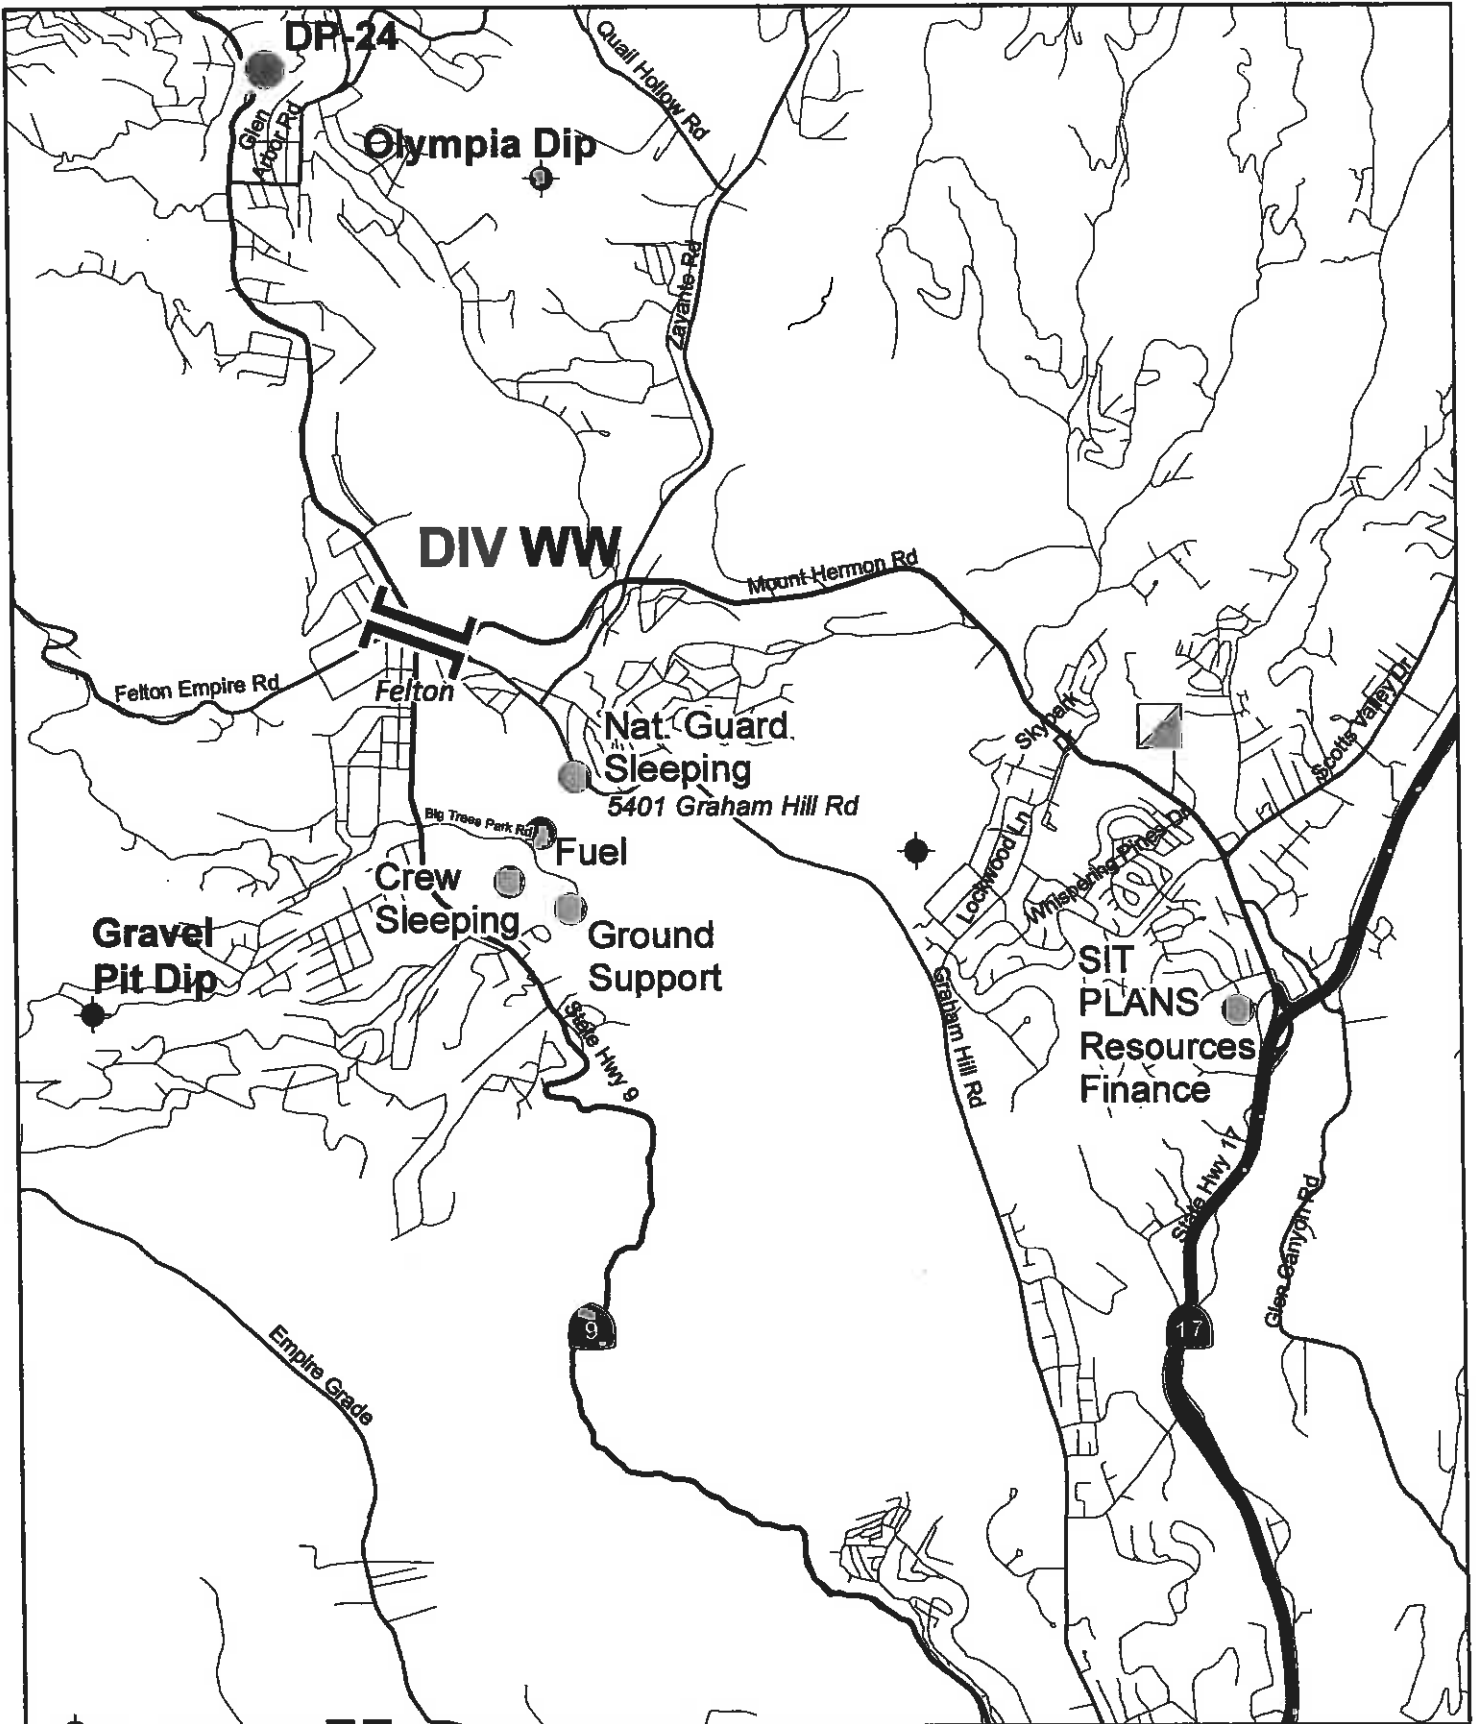 DP-24
Quail Hollow Rd
Glen
Arbor Rd
Olympia Dip
Zayante Rd
DIV WW
Mount Hermon Rd
Felton Empire Rd
Felton
Scotts Valley Dr
Skypark
Dr
Nat. Guard
Sleeping
5401 Graham Hill Rd
Big Trees Park Rd
Fuel
Lockwood Ln
Whispering Pines Dr
Crew
Sleeping
Gravel
Pit Dip
Ground
Support
SIT
PLANS
Resources
Finance
Graham Hill Rd
State Hwy 9
State Hwy 17
Glen Canyon Rd
9
17
Empire Grade